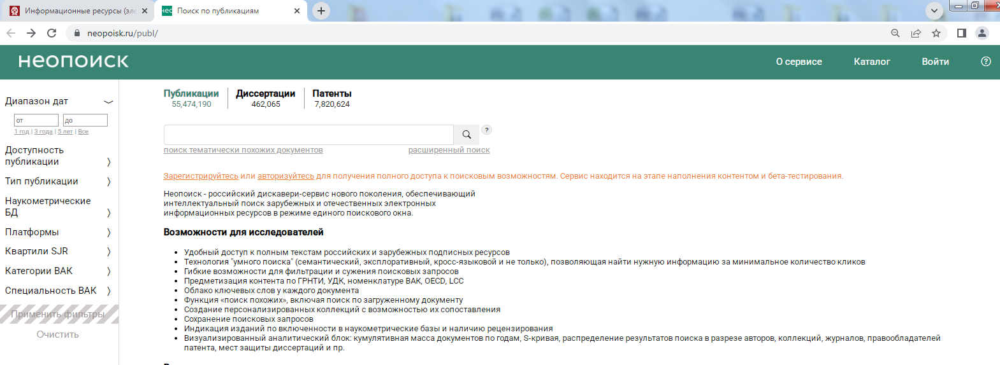 Информационные ресурсы (эле
Поиск по публикациям
neopoisk.ru/publ/
неопоиск
О сервисе
Каталог
Войти
Диапазон дат
от
до
1 год | 3 года | 5 лет | Все
Доступность
публикации
Тип публикации
Наукометрические
БД
Платформы
Квартили SJR
Категории ВАК
Специальность ВАК
Применить фильтры
Очистить
Публикации
55,474,190
Диссертации
462,065
Патенты
7,820,624
?
поиск тематически похожих документов
расширенный поиск
Зарегистрируйтесь или авторизуйтесь для получения полного доступа к поисковым возможностям. Сервис находится на этапе наполнения контентом и бета-тестирования.
Неопоиск - российский дискавери-сервис нового поколения, обеспечивающий
интеллектуальный поиск зарубежных и отечественных электронных
информационных ресурсов в режиме единого поискового окна.
Возможности для исследователей
Удобный доступ к полным текстам российских и зарубежных подписных ресурсов
Технология "умного поиска" (семантический, эксплоративный, кросс-языковой и не только), позволяющая найти нужную информацию за минимальное количество кликов
Гибкие возможности для фильтрации и сужения поисковых запросов
Предметизация контента по ГРНТИ, УДК, номенклатуре ВАК, OECD, LCC
Облако ключевых слов у каждого документа
Функция «поиск похожих», включая поиск по загруженному документу
Создание персонализированных коллекций с возможностью их сопоставления
Сохранение поисковых запросов
Индикация изданий по включенности в наукометрические базы и наличию рецензирования
Визуализированный аналитический блок: кумулятивная масса документов по годам, S-кривая, распределение результатов поиска в разрезе авторов, коллекций, журналов, правообладателей
патента, мест защиты диссертаций и пр.